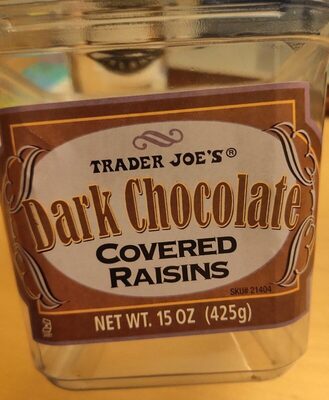 TRADER JOE'S®
Dark Chocolate
COVERED
RAISINS
SKU# 21404
NET WT. 15 OZ (425g)